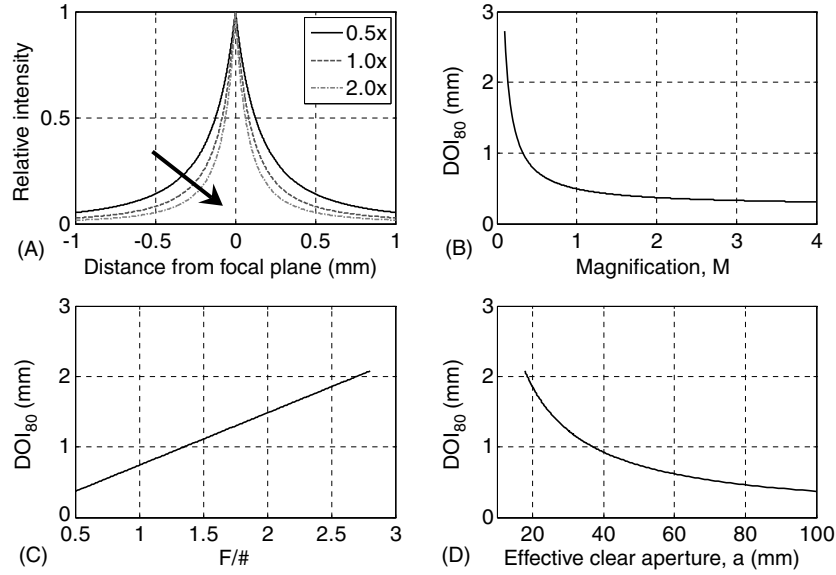 1
0.5
0
-1
-0.5
0
0.5
1
Relative intensity
Distance from focal plane (mm)
0.5x
1.0x
2.0x
(A)
3
2
1
0
0
1
2
3
4
DOI80 (mm)
Magnification, M
(B)
3
2
1
0
0.5
1
1.5
2
2.5
3
DOI80 (mm)
F/#
(C)
3
2
1
0
20
40
60
80
100
DOI80 (mm)
Effective clear aperture, a (mm)
(D)